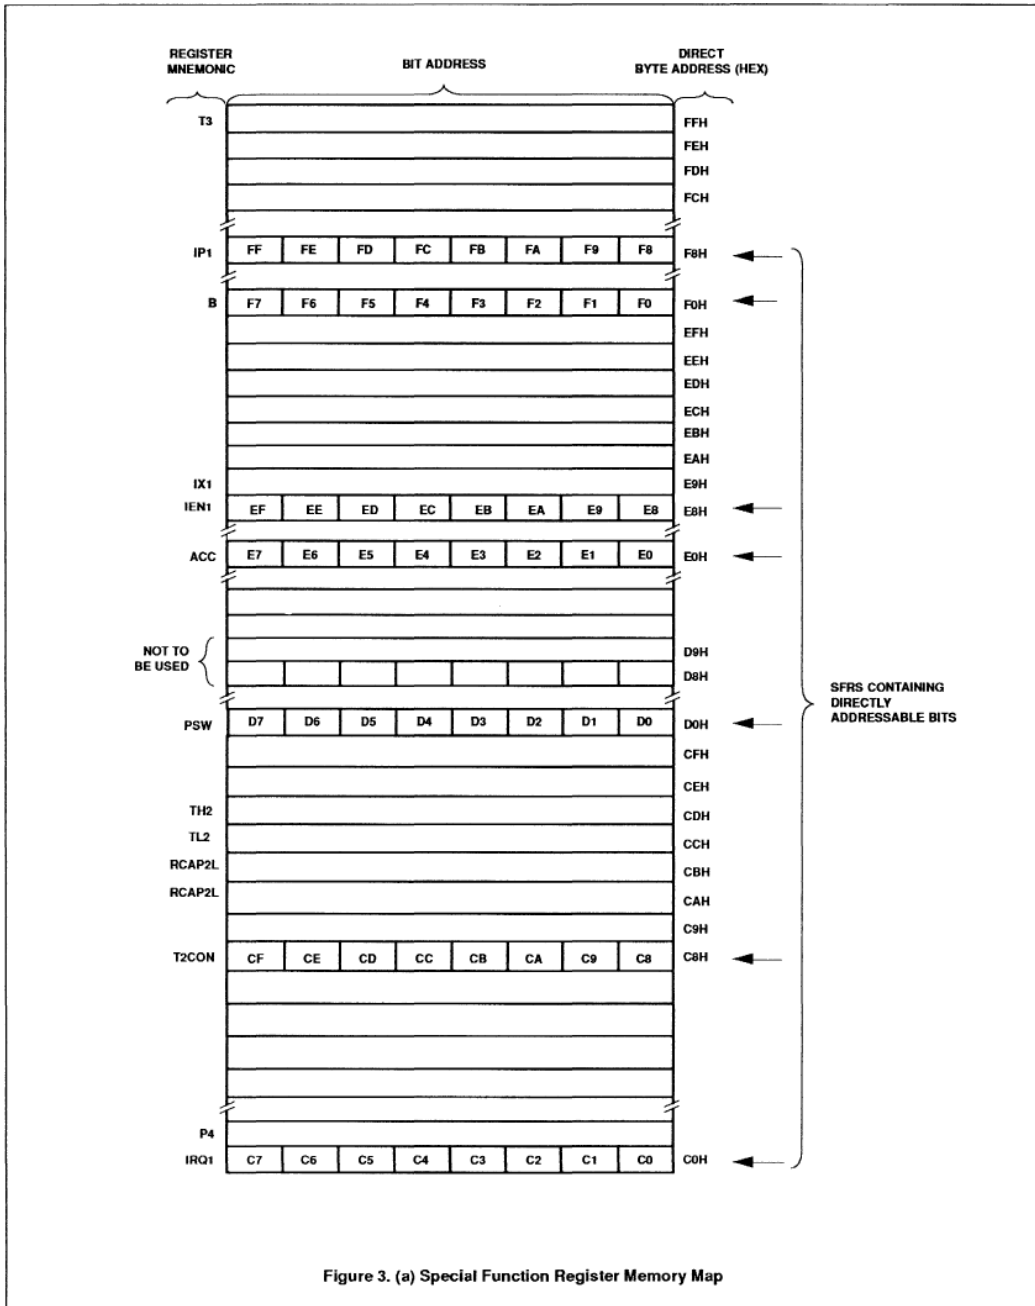 REGISTER
MNEMONIC
BIT ADDRESS
DIRECT
BYTE ADDRESS (HEX)
T3 FFH
FEH
FDH
FCH
IP1 FF FE FD FC FB FA F9 F8 F8H
B F7 F6 F5 F4 F3 F2 F1 F0 F0H
EFH
EEH
EDH
ECH
EBH
EAH
IX1 E9H
IEN1 EF EE ED EC EB EA E9 E8 E8H
ACC E7 E6 E5 E4 E3 E2 E1 E0 E0H
NOT TO
BE USED
D9H
D8H
SFRS CONTAINING
DIRECTLY
ADDRESSABLE BITS
PSW D7 D6 D5 D4 D3 D2 D1 D0 D0H
CFH
CEH
TH2 CDH
TL2 CCH
RCAP2L CBH
RCAP2L CAH
C9H
T2CON CF CE CD CC CB CA C9 C8 C8H
P4
IRQ1 C7 C6 C5 C4 C3 C2 C1 C0 C0H
Figure 3. (a) Special Function Register Memory Map